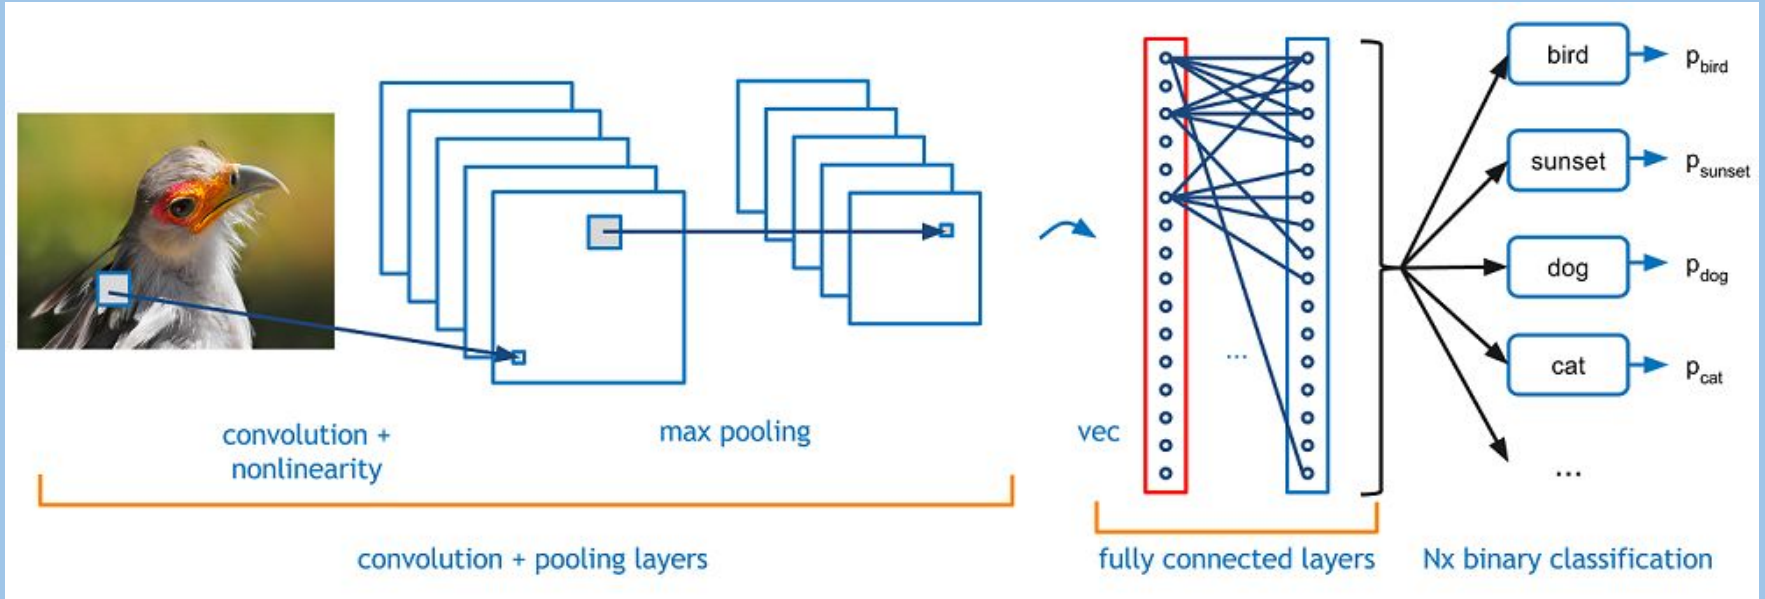 convolution +
nonlinearity
max pooling
vec
...
bird
p_bird
sunset
p_sunset
dog
p_dog
cat
p_cat
...
convolution + pooling layers
fully connected layers
Nx binary classification